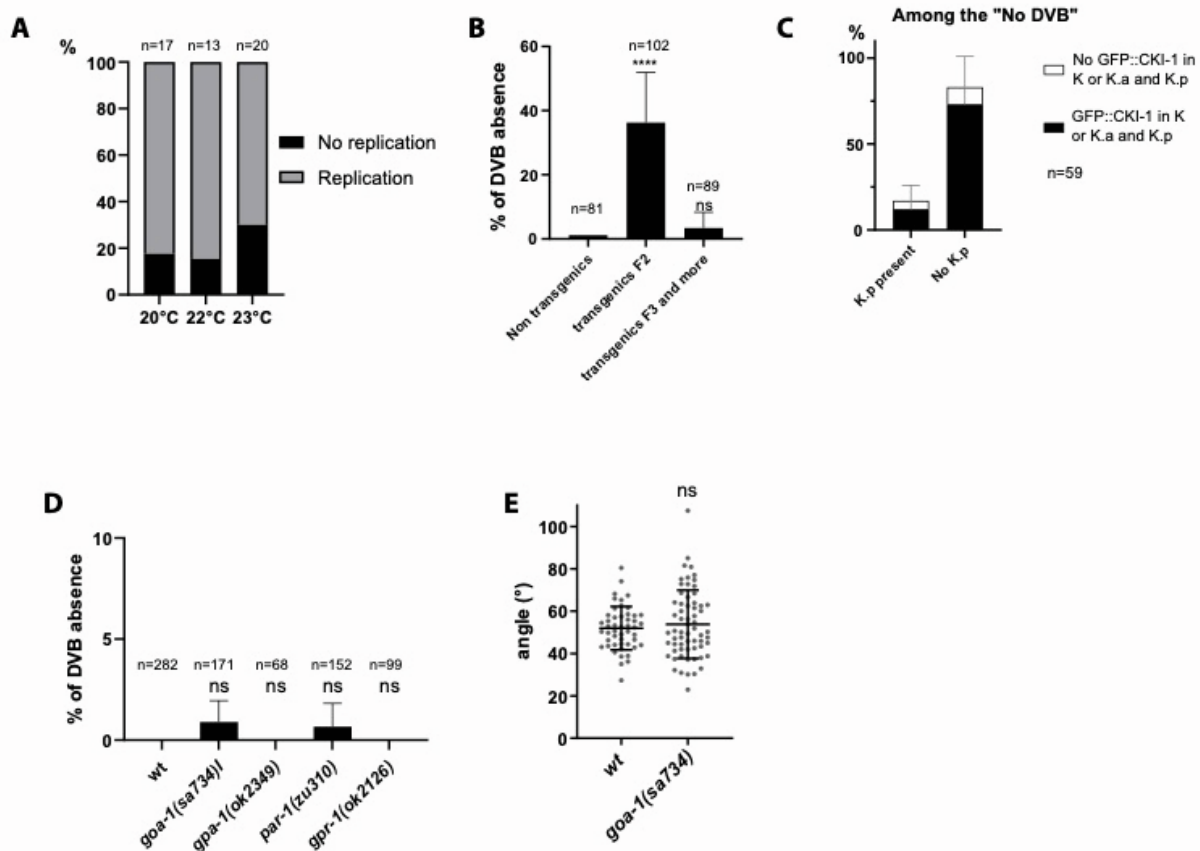 A
%
n=17 n=13 n=20
100
80
60
40
20
0
20°C 22°C 23°C
No replication
Replication
B
% of DVB absence
60
40
20
0
n=81
n=102
****
n=89
ns
Non transgenics
transgenics F2
transgenics F3 and more
C
Among the "No DVB"
%
100
50
0
K.p present
No K.p
No GFP::CKI-1 in
K or K.a and K.p
GFP::CKI-1 in K
or K.a and K.p
n=59
D
% of DVB absence
10
5
0
n=282 n=171 n=68 n=152 n=99
ns ns ns ns
wt
goa-1(sa734)I
gpa-1(ok2349)
par-1(zu310)
gpr-1(ok2126)
E
ns
angle (°)
100
80
60
40
20
0
wt
goa-1(sa734)